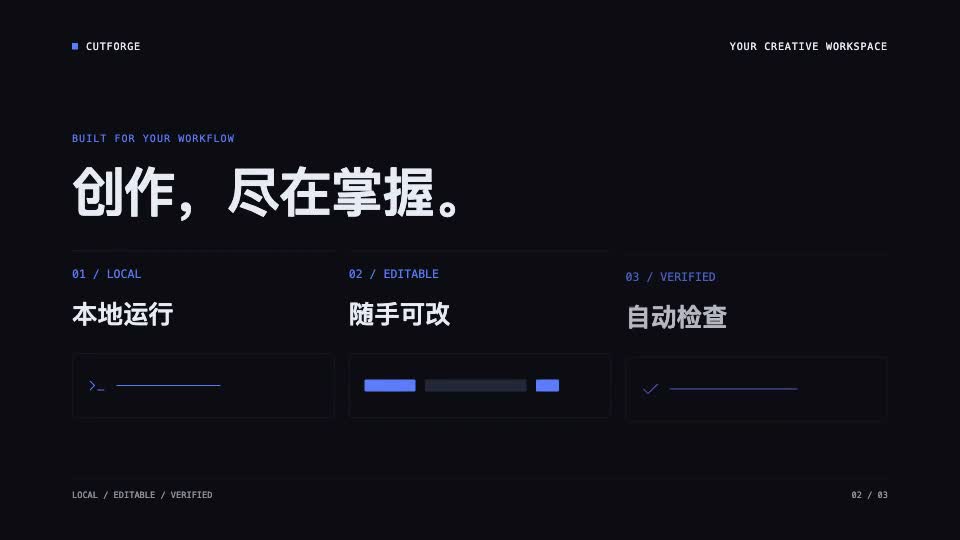 CUTFORGE
YOUR CREATIVE WORKSPACE
BUILT FOR YOUR WORKFLOW
创作，尽在掌握。
01 / LOCAL
本地运行
02 / EDITABLE
随手可改
03 / VERIFIED
自动检查
>_
LOCAL / EDITABLE / VERIFIED
02 / 03